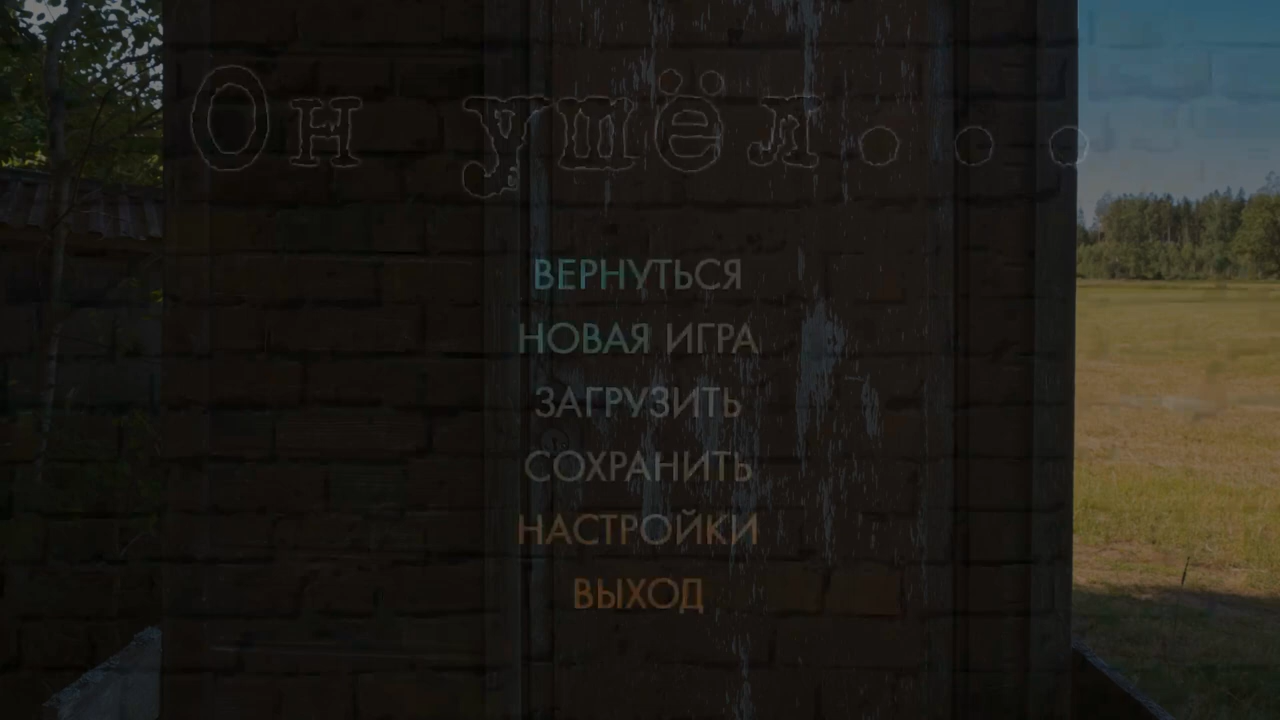 Он ушёл...
ВЕРНУТЬСЯ
НОВАЯ ИГРА
ЗАГРУЗИТЬ
СОХРАНИТЬ
НАСТРОЙКИ
ВЫХОД